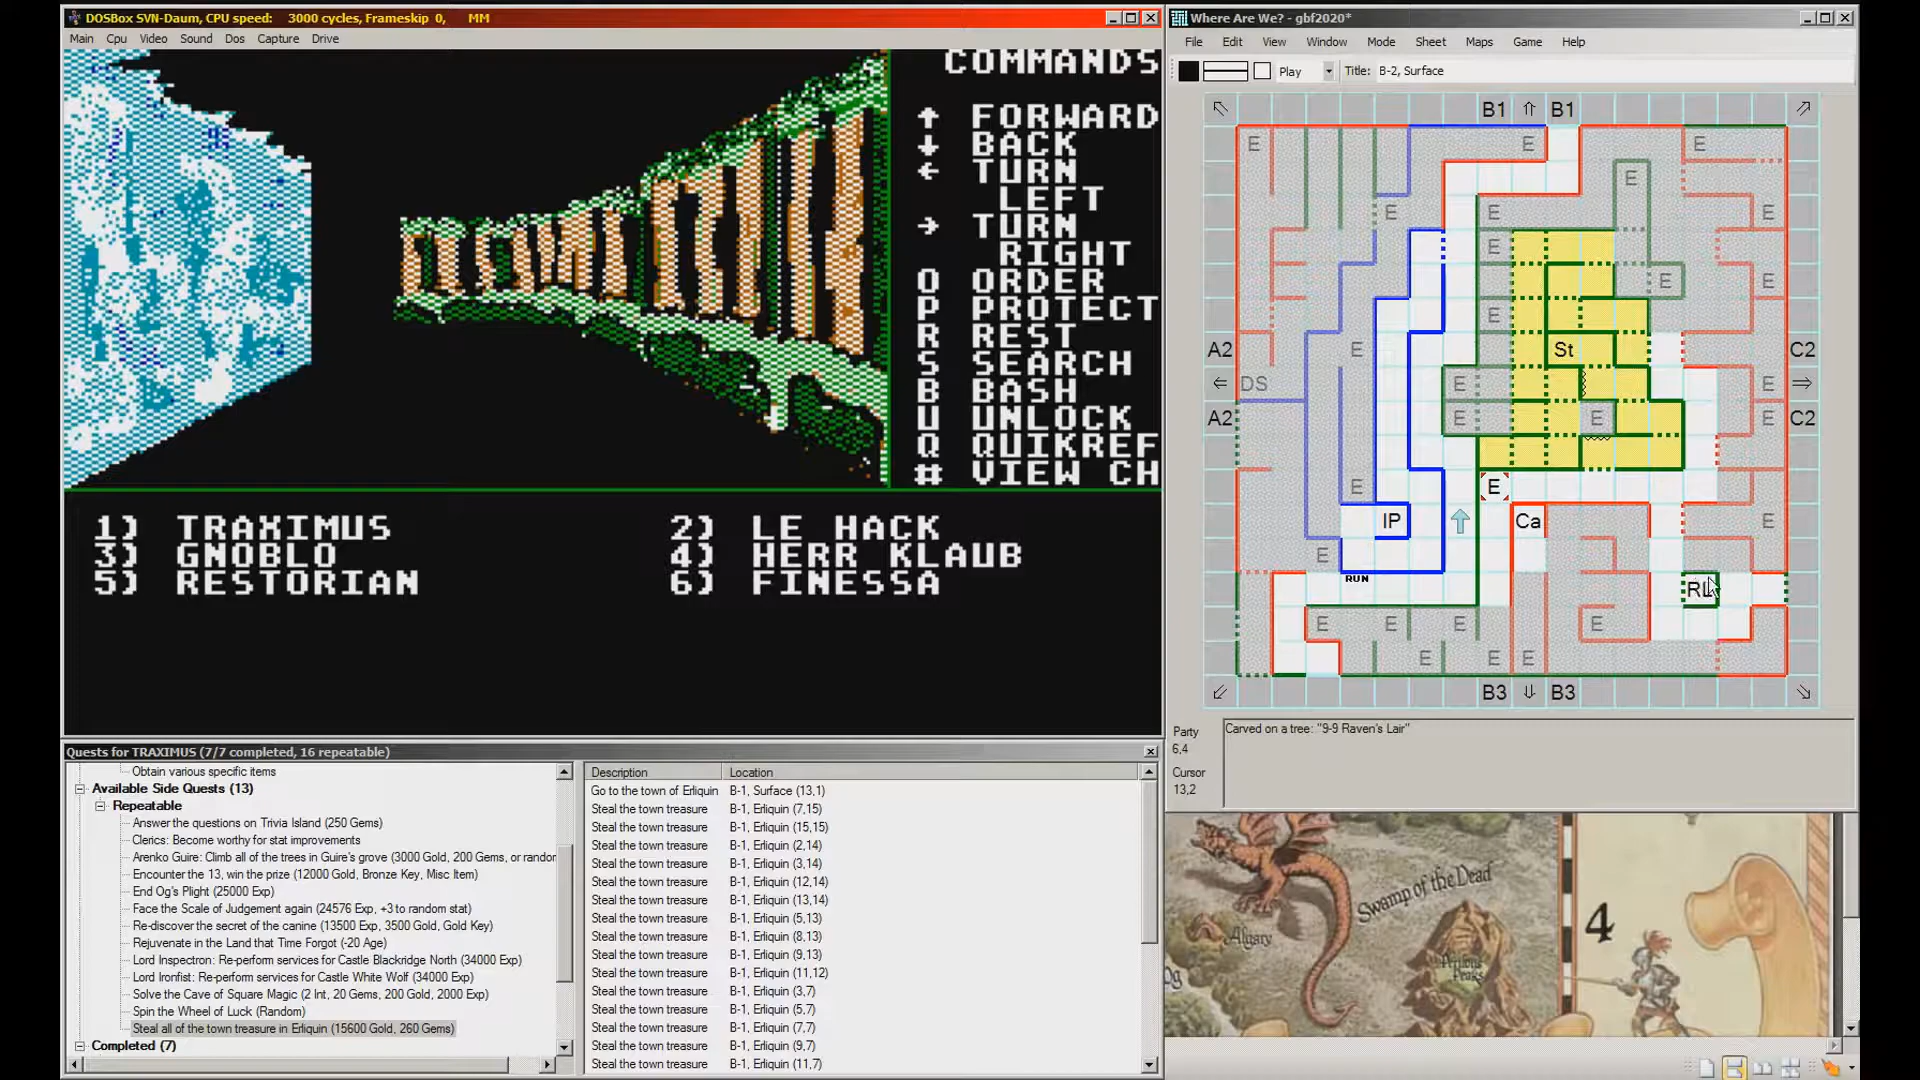 DOSBox SVN-Daum, CPU speed: 3000 cycles, Frameskip 0, MM
Main Cpu Video Sound Dos Capture Drive
COMMANDS
↑ FORWARD
↓ BACK
← TURN
LEFT
→ TURN
RIGHT
O ORDER
P PROTECT
R REST
S SEARCH
B BASH
U UNLOCK
Q QUIKREF
# VIEW CH
1) TRAXIMUS 2) LE HACK
3) GNOBLO 4) HERR KLAUB
5) RESTORIAN 6) FINESSA
Quests for TRAXIMUS (7/7 completed, 16 repeatable)
Obtain various specific items
Available Side Quests (13)
Repeatable
Answer the questions on Trivia Island (250 Gems)
Clerics: Become worthy for stat improvements
Arenko Guire: Climb all of the trees in Guire's grove (3000 Gold, 200 Gems, or randor
Encounter the 13, win the prize (12000 Gold, Bronze Key, Misc Item)
End Og's Plight (25000 Exp)
Face the Scale of Judgement again (24576 Exp, +3 to random stat)
Re-discover the secret of the canine (13500 Exp, 3500 Gold, Gold Key)
Rejuvenate in the Land that Time Forgot (-20 Age)
Lord Inspectron: Re-perform services for Castle Blackridge North (34000 Exp)
Lord Ironfist: Re-perform services for Castle White Wolf (34000 Exp)
Solve the Cave of Square Magic (2 Int, 20 Gems, 200 Gold, 2000 Exp)
Spin the Wheel of Luck (Random)
Steal all of the town treasure in Erliquin (15600 Gold, 260 Gems)
Completed (7)
Description Location
Go to the town of Erliquin B-1, Surface (13,1)
Steal the town treasure B-1, Erliquin (7,15)
Steal the town treasure B-1, Erliquin (15,15)
Steal the town treasure B-1, Erliquin (2,14)
Steal the town treasure B-1, Erliquin (3,14)
Steal the town treasure B-1, Erliquin (12,14)
Steal the town treasure B-1, Erliquin (13,14)
Steal the town treasure B-1, Erliquin (5,13)
Steal the town treasure B-1, Erliquin (8,13)
Steal the town treasure B-1, Erliquin (9,13)
Steal the town treasure B-1, Erliquin (11,12)
Steal the town treasure B-1, Erliquin (3,7)
Steal the town treasure B-1, Erliquin (5,7)
Steal the town treasure B-1, Erliquin (7,7)
Steal the town treasure B-1, Erliquin (9,7)
Steal the town treasure B-1, Erliquin (11,7)
Where Are We? - gbf2020*
File Edit View Window Mode Sheet Maps Game Help
Play Title: B-2, Surface
B1 ⇧ B1
E E E
E
E E E
E
E E
E
A2 E St C2
⇐ DS E E ⇒
A2 E E E C2
E E
IP Ca E
E
RUN
RL
E E E E
E E E
B3 ⇩ B3
Party
6,4
Cursor
13,2
Carved on a tree: "9-9 Raven's Lair"
Swamp of the Dead
Algary
Perilous
Peaks
Og
4